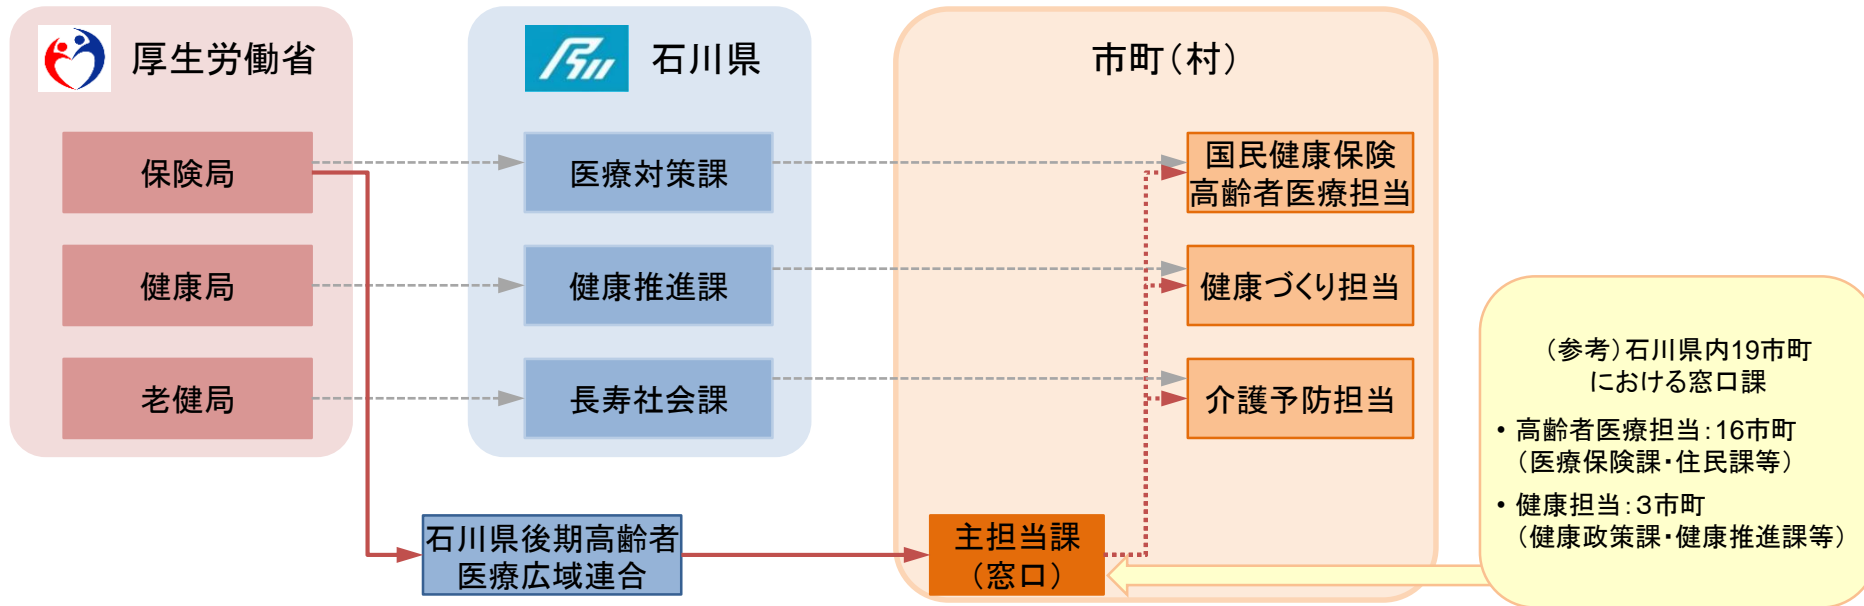 厚生労働省
石川県
市町（村）
保険局
医療対策課
国民健康保険
高齢者医療担当
健康局
健康推進課
健康づくり担当
老健局
長寿社会課
介護予防担当
石川県後期高齢者
医療広域連合
主担当課
（窓口）
（参考）石川県内19市町
における窓口課
• 高齢者医療担当：16市町
（医療保険課・住民課等）
• 健康担当：３市町
（健康政策課・健康推進課等）